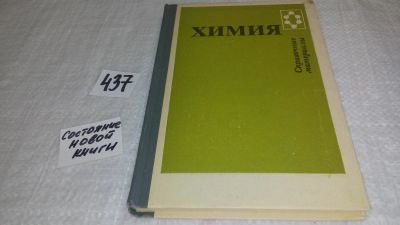 ХИМИЯ
Справочные
материалы
437
Состояние
новой
книги